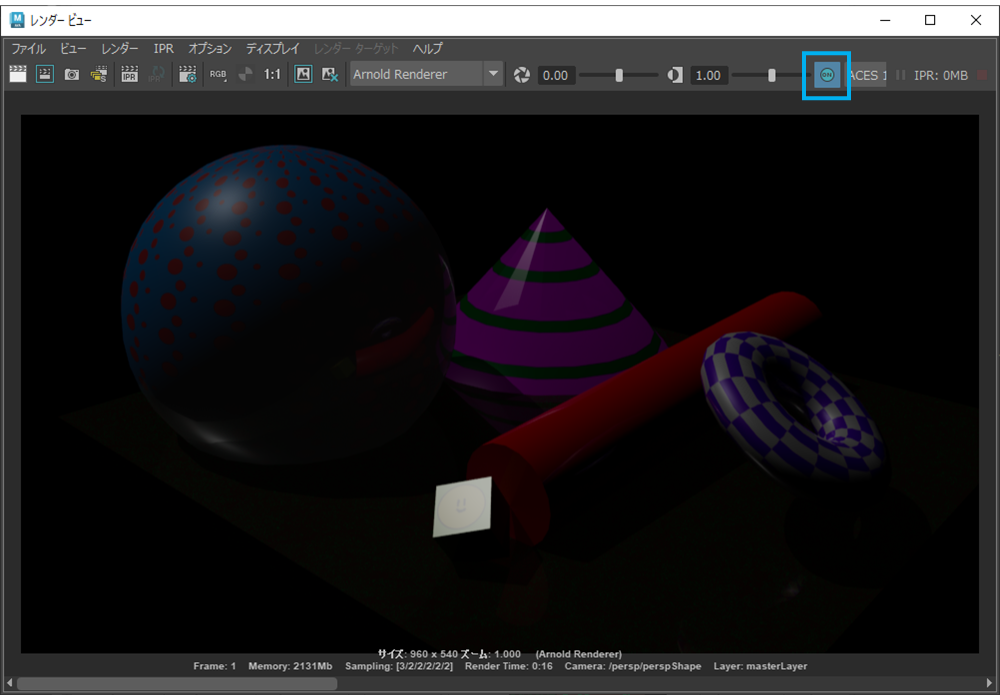 レンダー ビュー
ファイル ビュー レンダー IPR オプション ディスプレイ レンダー ターゲット ヘルプ
IPR RGB 1:1 Arnold Renderer 0.00 1.00 ON ACES 1 IPR: 0MB
サイズ: 960 x 540 ズーム: 1.000 (Arnold Renderer)
Frame: 1 Memory: 2131Mb Sampling: [3/2/2/2/2/2] Render Time: 0:16 Camera: /persp/perspShape Layer: masterLayer